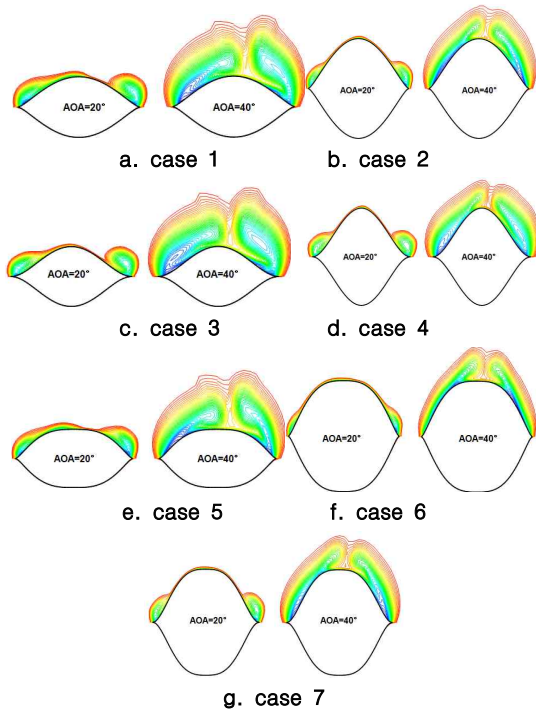 AOA=20° AOA=40° AOA=20° AOA=40°
a. case 1 b. case 2
AOA=20° AOA=40° AOA=20° AOA=40°
c. case 3 d. case 4
AOA=20° AOA=40° AOA=20° AOA=40°
e. case 5 f. case 6
AOA=20° AOA=40°
g. case 7